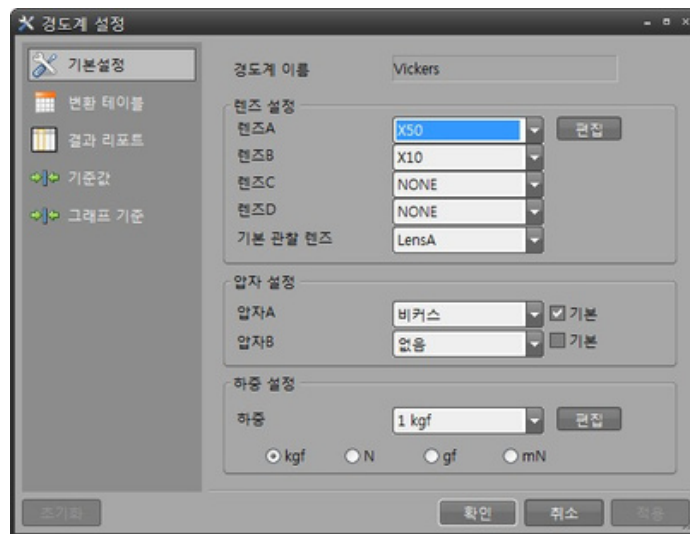 경도계 설정
기본설정
변환 테이블
결과 리포트
기준값
그래프 기준
경도계 이름 Vickers
렌즈 설정
렌즈A X50 편집
렌즈B X10
렌즈C NONE
렌즈D NONE
기본 관찰 렌즈 LensA
압자 설정
압자A 비커스 기본
압자B 없음 기본
하중 설정
하중 1 kgf 편집
kgf N gf mN
초기화 확인 취소 적용